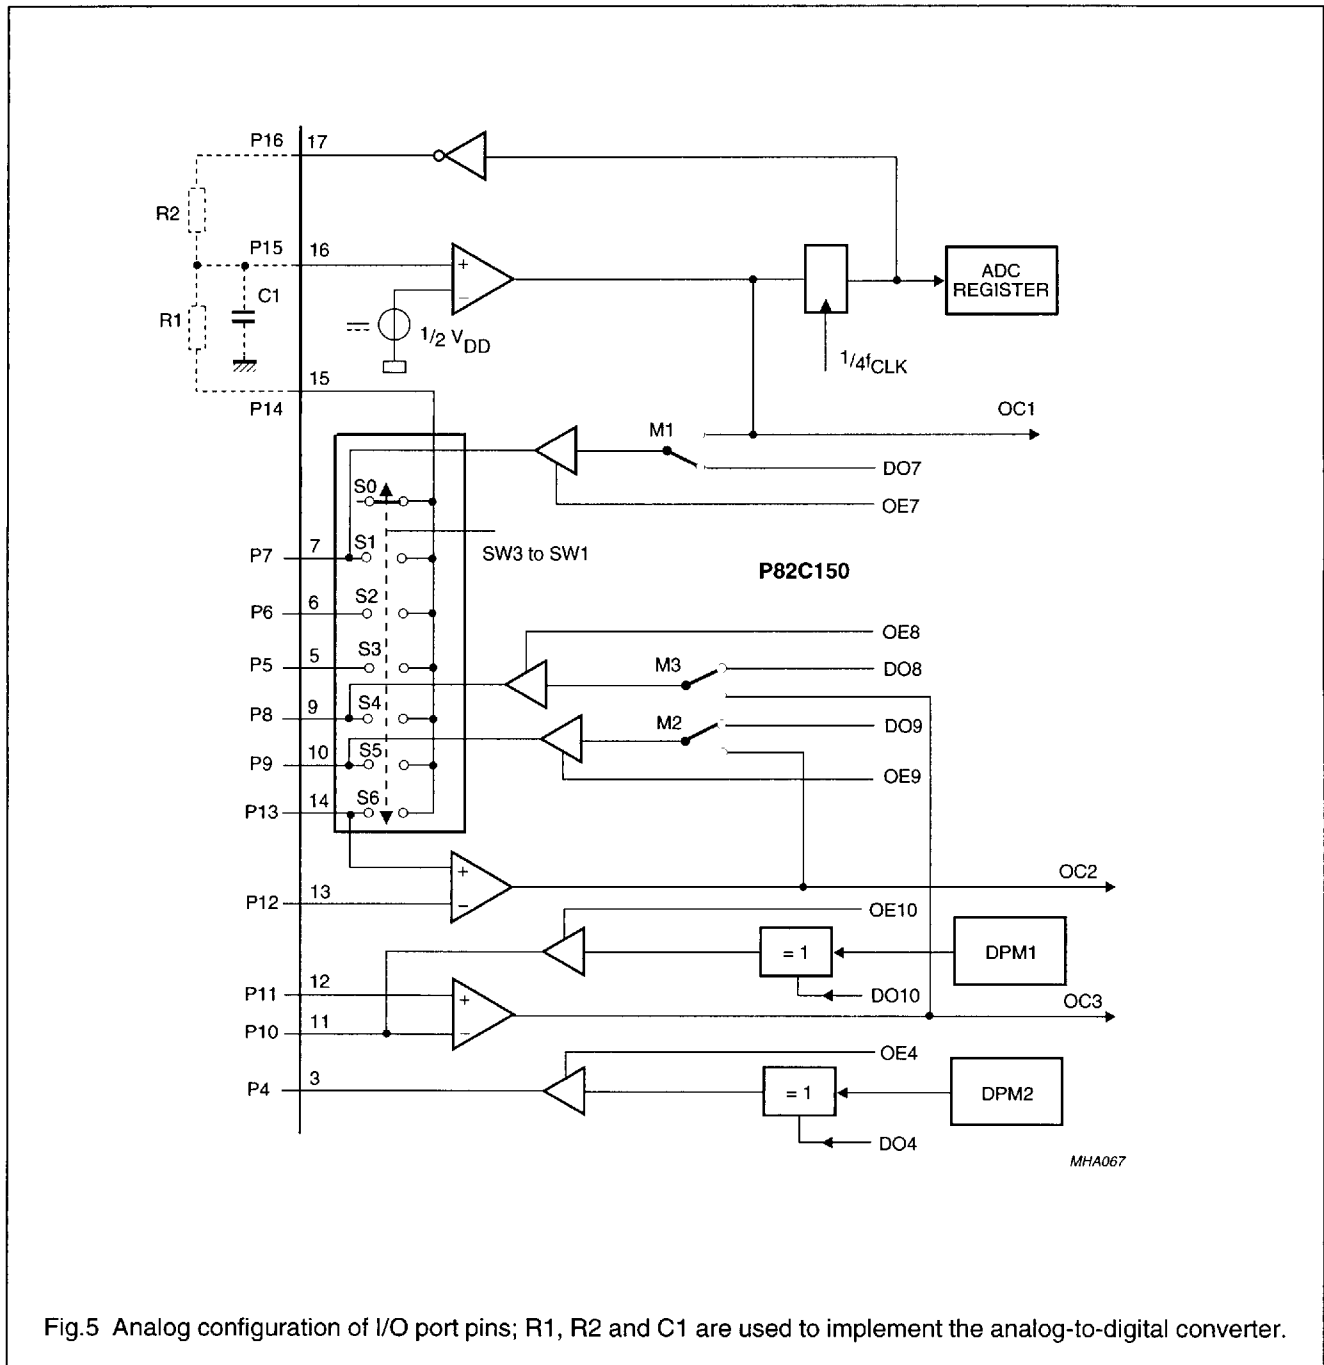 P16 17
R2
P15 16
+
ADC
REGISTER
−
C1
R1
1/2 VDD
1/4fCLK
15
P14
OC1
M1
DO7
S0
OE7
P7 7 S1
SW3 to SW1
P82C150
P6 6 S2
OE8
P5 5 S3
M3 DO8
P8 9 S4
M2 DO9
P9 10 S5
OE9
P13 14 S6
+
OC2
P12 13 −
OE10
= 1 DPM1
P11 12 +
DO10
OC3
P10 11 −
OE4
P4 3
= 1 DPM2
DO4
MHA067
Fig.5 Analog configuration of I/O port pins; R1, R2 and C1 are used to implement the analog-to-digital converter.